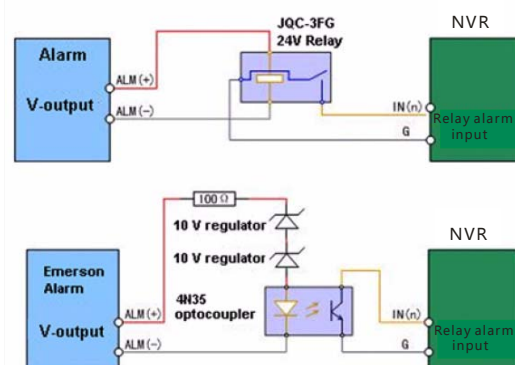 JQC-3FG
24V Relay
NVR
Alarm
V-output
ALM(+)
ALM(−)
IN(n)
G
Relay alarm
input
100Ω
10 V regulator
10 V regulator
4N35
optocoupler
NVR
Emerson
Alarm
V-output
ALM(+)
ALM(−)
IN(n)
G
Relay alarm
input